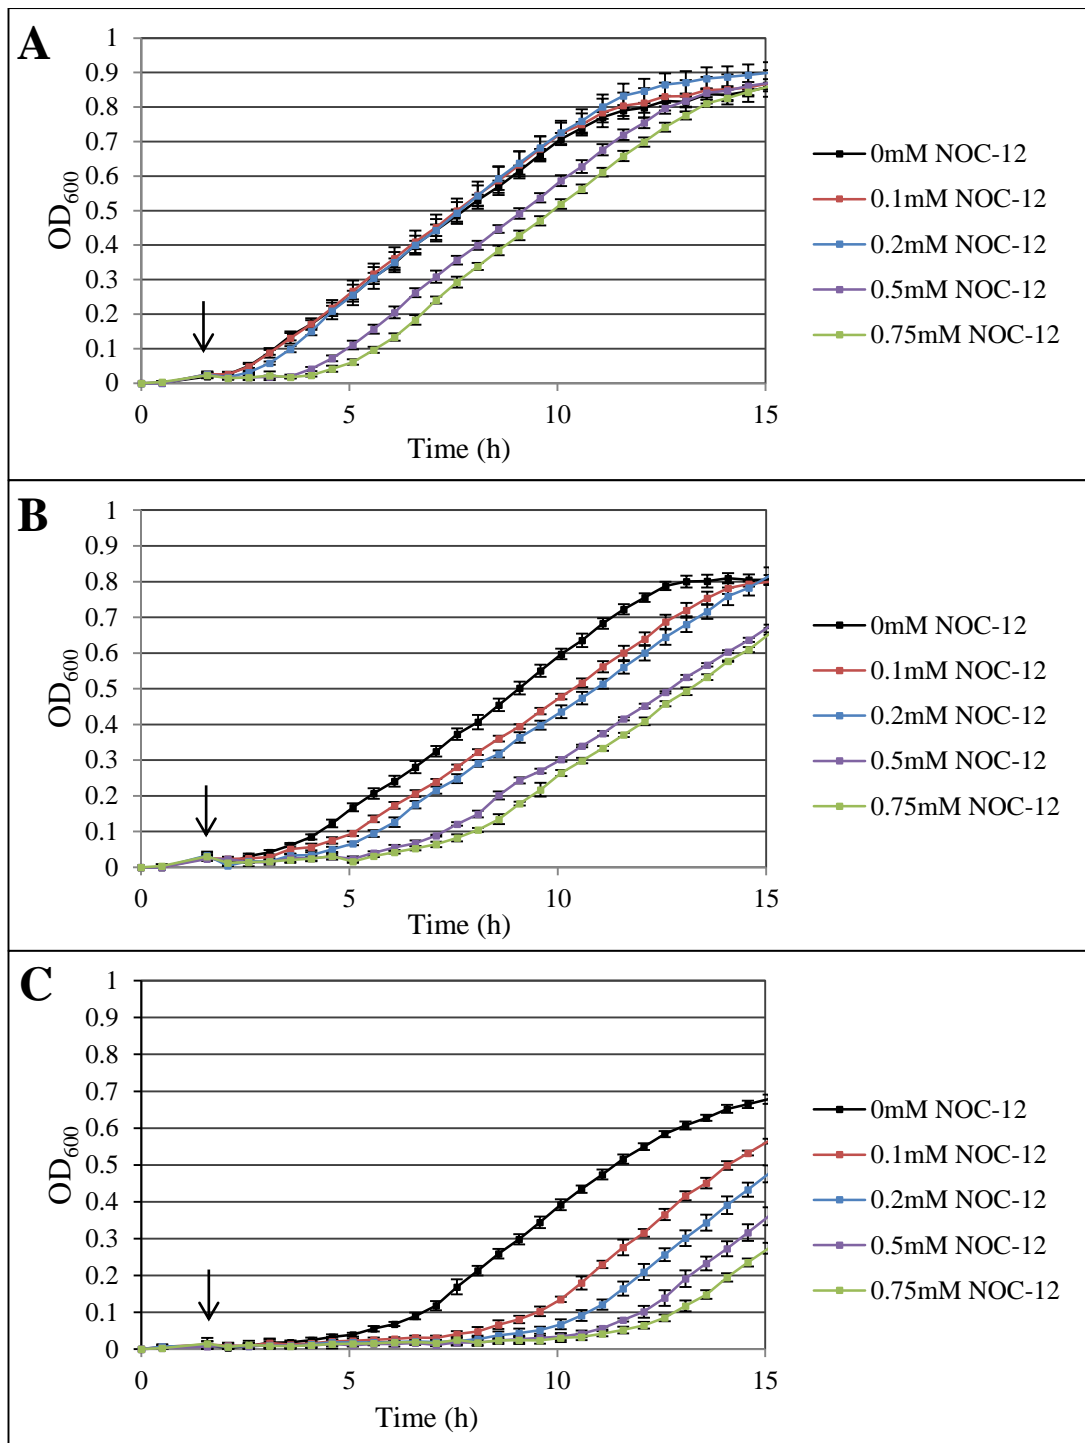 A
1
0.9
0.8
0.7
0.6
0.5
0.4
0.3
0.2
0.1
0
OD600
0 5 10 15
Time (h)
0mM NOC-12
0.1mM NOC-12
0.2mM NOC-12
0.5mM NOC-12
0.75mM NOC-12
B
1
0.9
0.8
0.7
0.6
0.5
0.4
0.3
0.2
0.1
0
OD600
0 5 10 15
Time (h)
0mM NOC-12
0.1mM NOC-12
0.2mM NOC-12
0.5mM NOC-12
0.75mM NOC-12
C
1
0.9
0.8
0.7
0.6
0.5
0.4
0.3
0.2
0.1
0
OD600
0 5 10 15
Time (h)
0mM NOC-12
0.1mM NOC-12
0.2mM NOC-12
0.5mM NOC-12
0.75mM NOC-12